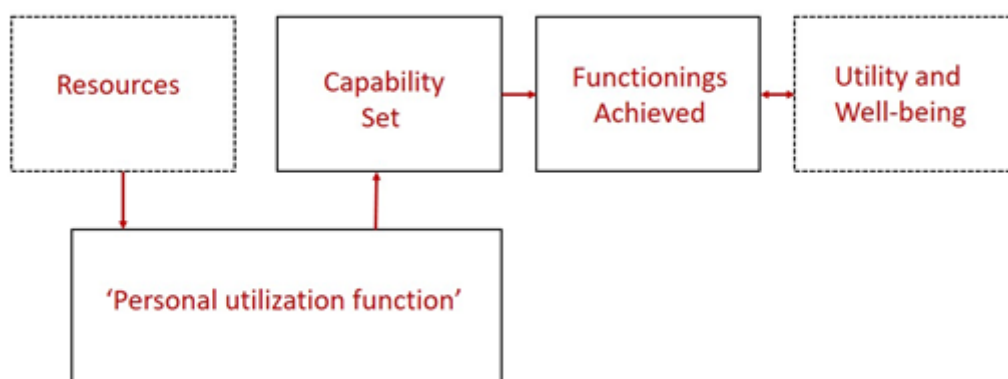 Resources
Capability
Set
Functionings
Achieved
Utility and
Well-being
‘Personal utilization function’